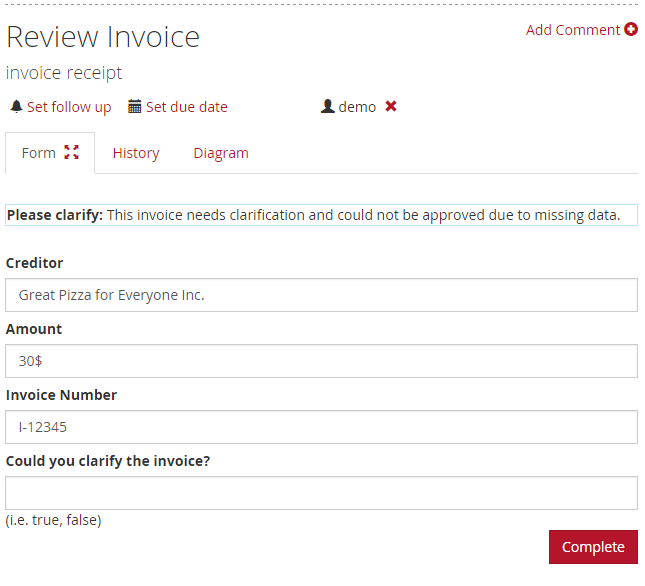 Review Invoice
Add Comment
invoice receipt
Set follow up
Set due date
demo
Form
History
Diagram
Please clarify: This invoice needs clarification and could not be approved due to missing data.
Creditor
Great Pizza for Everyone Inc.
Amount
30$
Invoice Number
I-12345
Could you clarify the invoice?
(i.e. true, false)
Complete